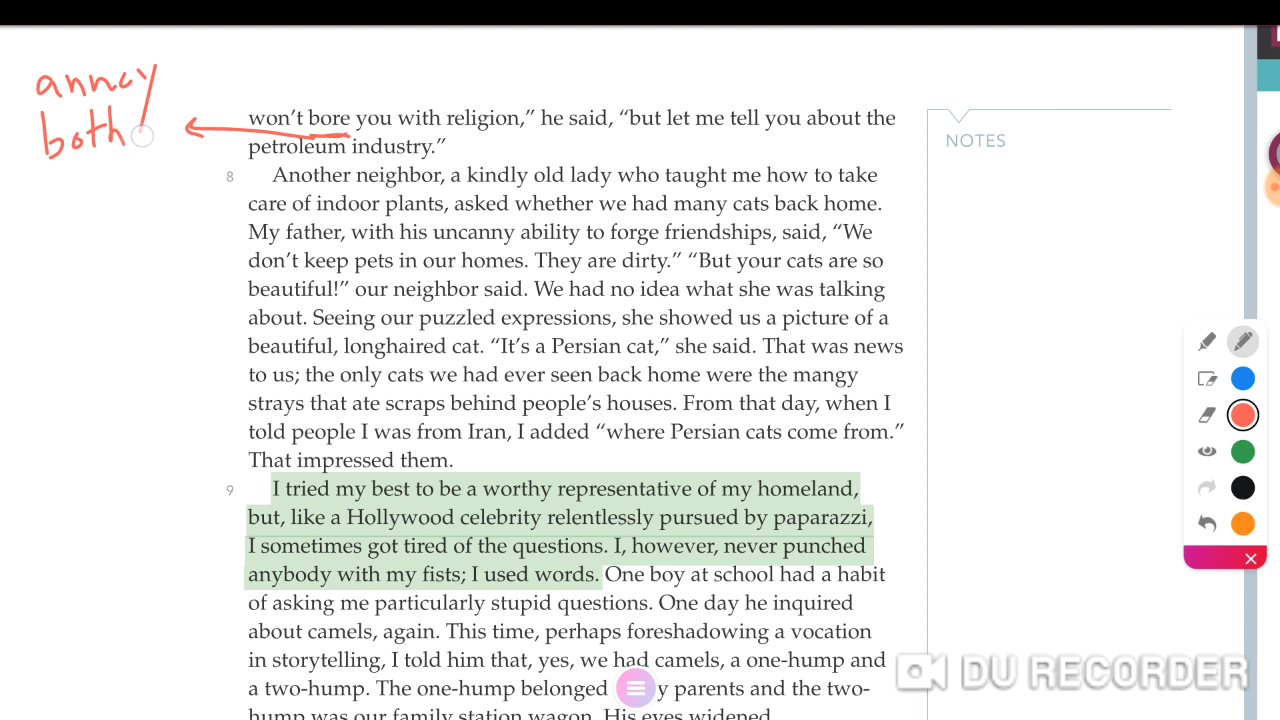 anncy
both
won't bore you with religion,” he said, “but let me tell you about the
petroleum industry.”
NOTES
8 Another neighbor, a kindly old lady who taught me how to take
care of indoor plants, asked whether we had many cats back home.
My father, with his uncanny ability to forge friendships, said, “We
don't keep pets in our homes. They are dirty.” “But your cats are so
beautiful!” our neighbor said. We had no idea what she was talking
about. Seeing our puzzled expressions, she showed us a picture of a
beautiful, longhaired cat. “It's a Persian cat,” she said. That was news
to us; the only cats we had ever seen back home were the mangy
strays that ate scraps behind people's houses. From that day, when I
told people I was from Iran, I added “where Persian cats come from.”
That impressed them.
9 I tried my best to be a worthy representative of my homeland,
but, like a Hollywood celebrity relentlessly pursued by paparazzi,
I sometimes got tired of the questions. I, however, never punched
anybody with my fists; I used words. One boy at school had a habit
of asking me particularly stupid questions. One day he inquired
about camels, again. This time, perhaps foreshadowing a vocation
in storytelling, I told him that, yes, we had camels, a one-hump and
a two-hump. The one-hump belonged y parents and the two-
hump was our family station wagon. His eyes widened.
DU RECORDER